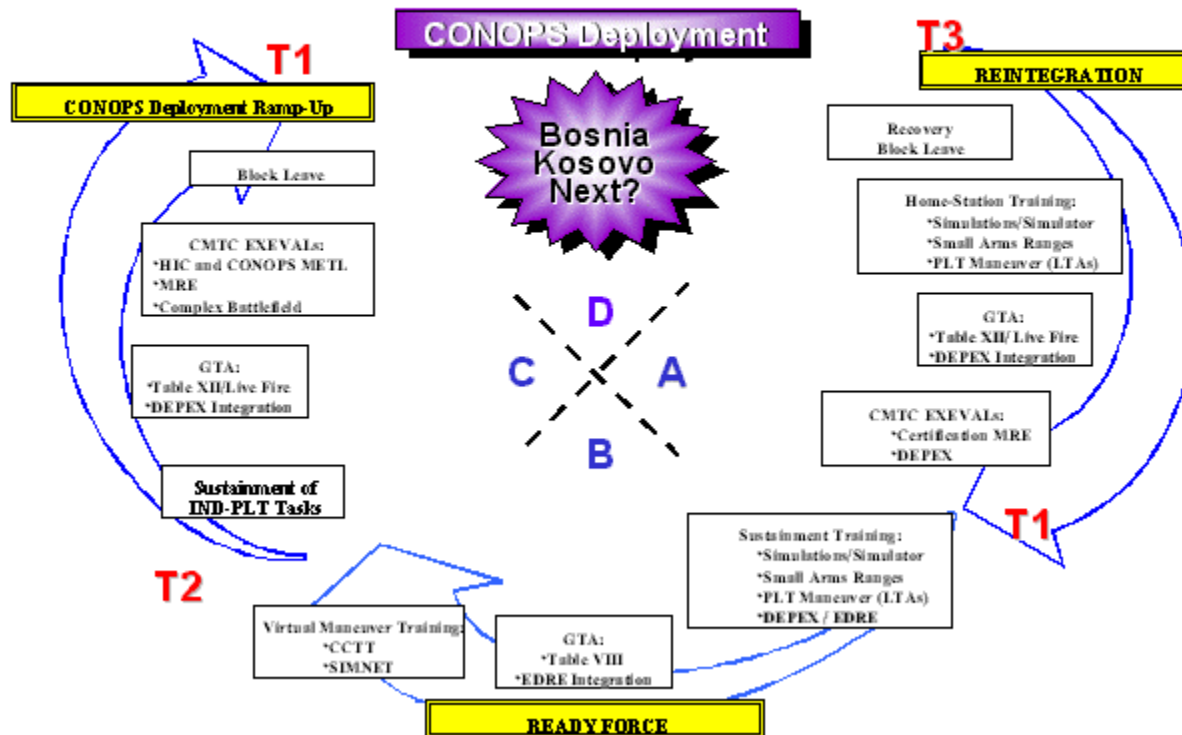 CONOPS Deployment
T1
CONOPS Deployment Ramp-Up
Block Leave
CMTC EXEVALs:
*HIC and CONOPS METL
*MRE
*Complex Battlefield
GTA:
*Table XII/Live Fire
*DEPEX Integration
Sustainment of
IND-PLT Tasks
T2
Bosnia
Kosovo
Next?
D
C
A
B
T3
REINTEGRATION
Recovery
Block Leave
Home-Station Training:
*Simulations/Simulator
*Small Arms Ranges
*PLT Maneuver (LTAs)
GTA:
*Table XII/ Live Fire
*DEPEX Integration
CMTC EXEVALs:
*Certification MRE
*DEPEX
T1
Sustainment Training:
*Simulations/Simulator
*Small Arms Ranges
*PLT Maneuver (LTAs)
*DEPEX / EDRE
GTA:
*Table VIII
*EDRE Integration
Virtual Maneuver Training:
*CCTT
*SIMNET
READY FORCE